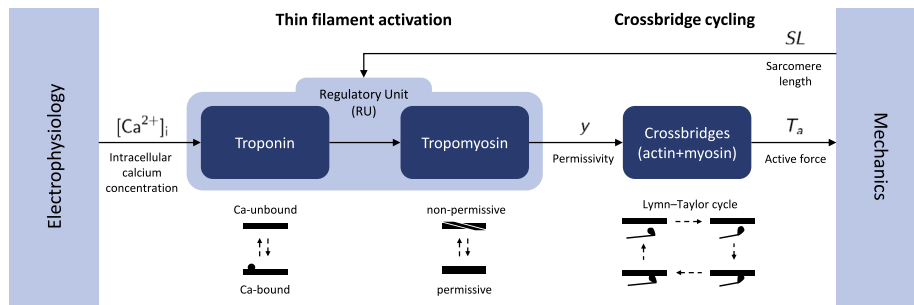 Thin filament activation
Crossbridge cycling
Electrophysiology
[Ca²⁺]ᵢ
Intracellular
calcium
concentration
Regulatory Unit
(RU)
Troponin
Tropomyosin
y
Permissivity
Crossbridges
(actin+myosin)
SL
Sarcomere
length
Tₐ
Active force
Mechanics
Ca-unbound
Ca-bound
non-permissive
permissive
Lymn–Taylor cycle